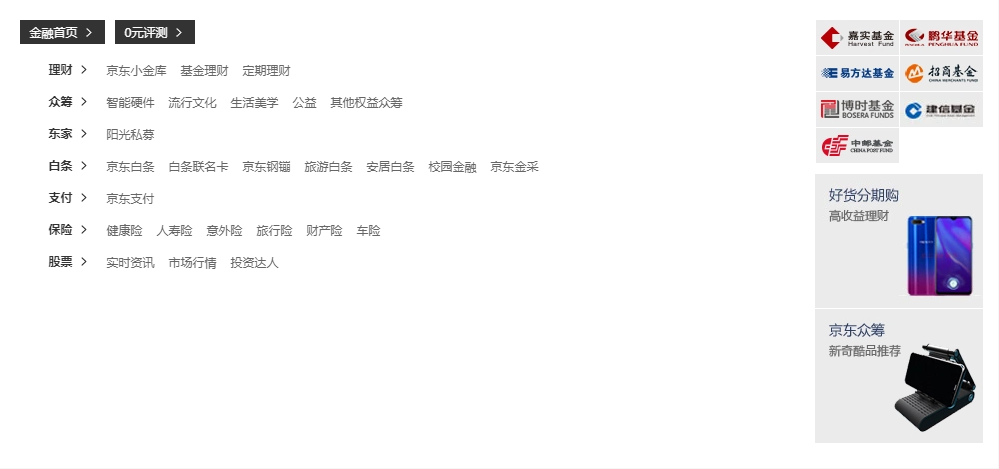 金融首页 >
0元评测 >
理财 > 京东小金库 基金理财 定期理财
众筹 > 智能硬件 流行文化 生活美学 公益 其他权益众筹
东家 > 阳光私募
白条 > 京东白条 白条联名卡 京东钢镚 旅游白条 安居白条 校园金融 京东金采
支付 > 京东支付
保险 > 健康险 人寿险 意外险 旅行险 财产险 车险
股票 > 实时资讯 市场行情 投资达人
嘉实基金
Harvest Fund
鹏华基金
PENGHUA FUND
易方达基金
招商基金
CHINA MERCHANTS FUND
博时基金
BOSERA FUNDS
建信基金
中邮基金
CHINA POST FUND
好货分期购
高收益理财
京东众筹
新奇酷品推荐